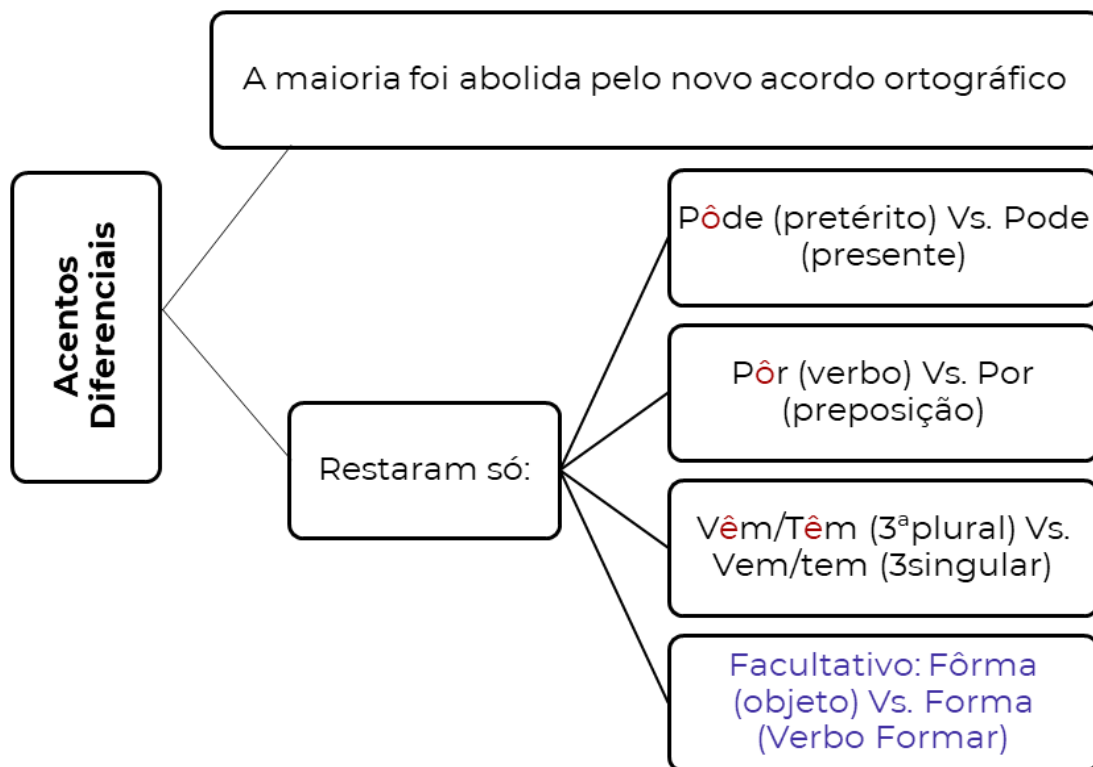 A maioria foi abolida pelo novo acordo ortográfico
Acentos
Diferenciais
Restaram só:
Pôde (pretérito) Vs. Pode
(presente)
Pôr (verbo) Vs. Por
(preposição)
Vêm/Têm (3ªplural) Vs.
Vem/tem (3singular)
Facultativo: Fôrma
(objeto) Vs. Forma
(Verbo Formar)